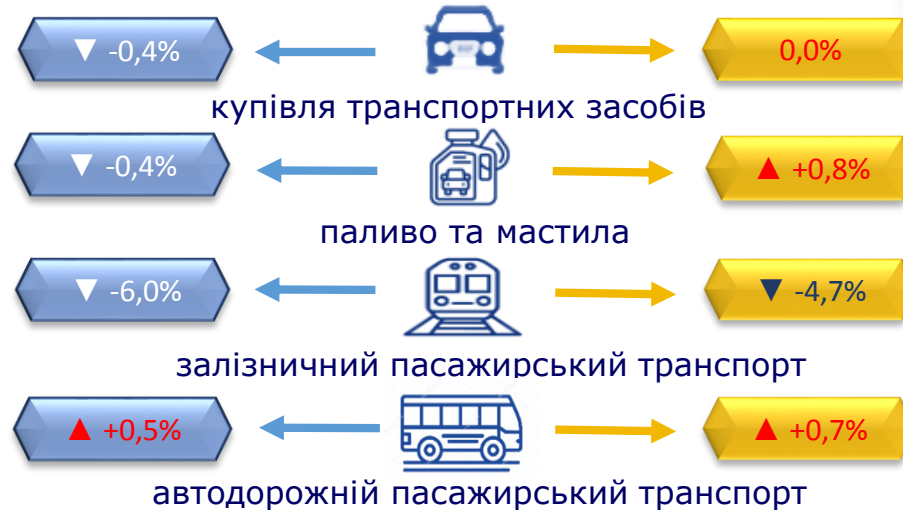 ▼ -0,4%
0,0%
купівля транспортних засобів
▼ -0,4%
▲ +0,8%
паливо та мастила
▼ -6,0%
▼ -4,7%
залізничний пасажирський транспорт
▲ +0,5%
▲ +0,7%
автодорожній пасажирський транспорт